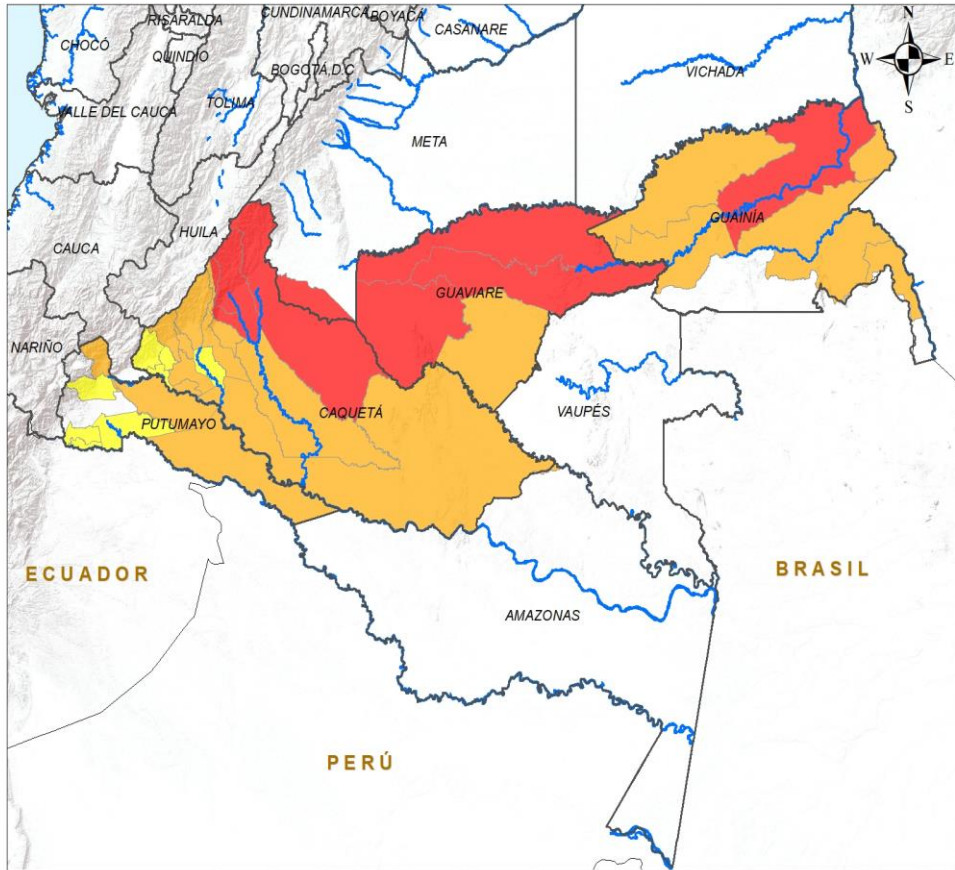 CUNDINAMARCA
BOYACÁ
RISARALDA
CASANARE
CHOCÓ
QUINDIO
BOGOTÁ, D.C
TOLIMA
VALLE DEL CAUCA
VICHADA
META
N
W
E
S
HUILA
CAUCA
GUAINÍA
GUAVIARE
NARIÑO
CAQUETÁ
VAUPÉS
PUTUMAYO
ECUADOR
BRASIL
AMAZONAS
PERÚ